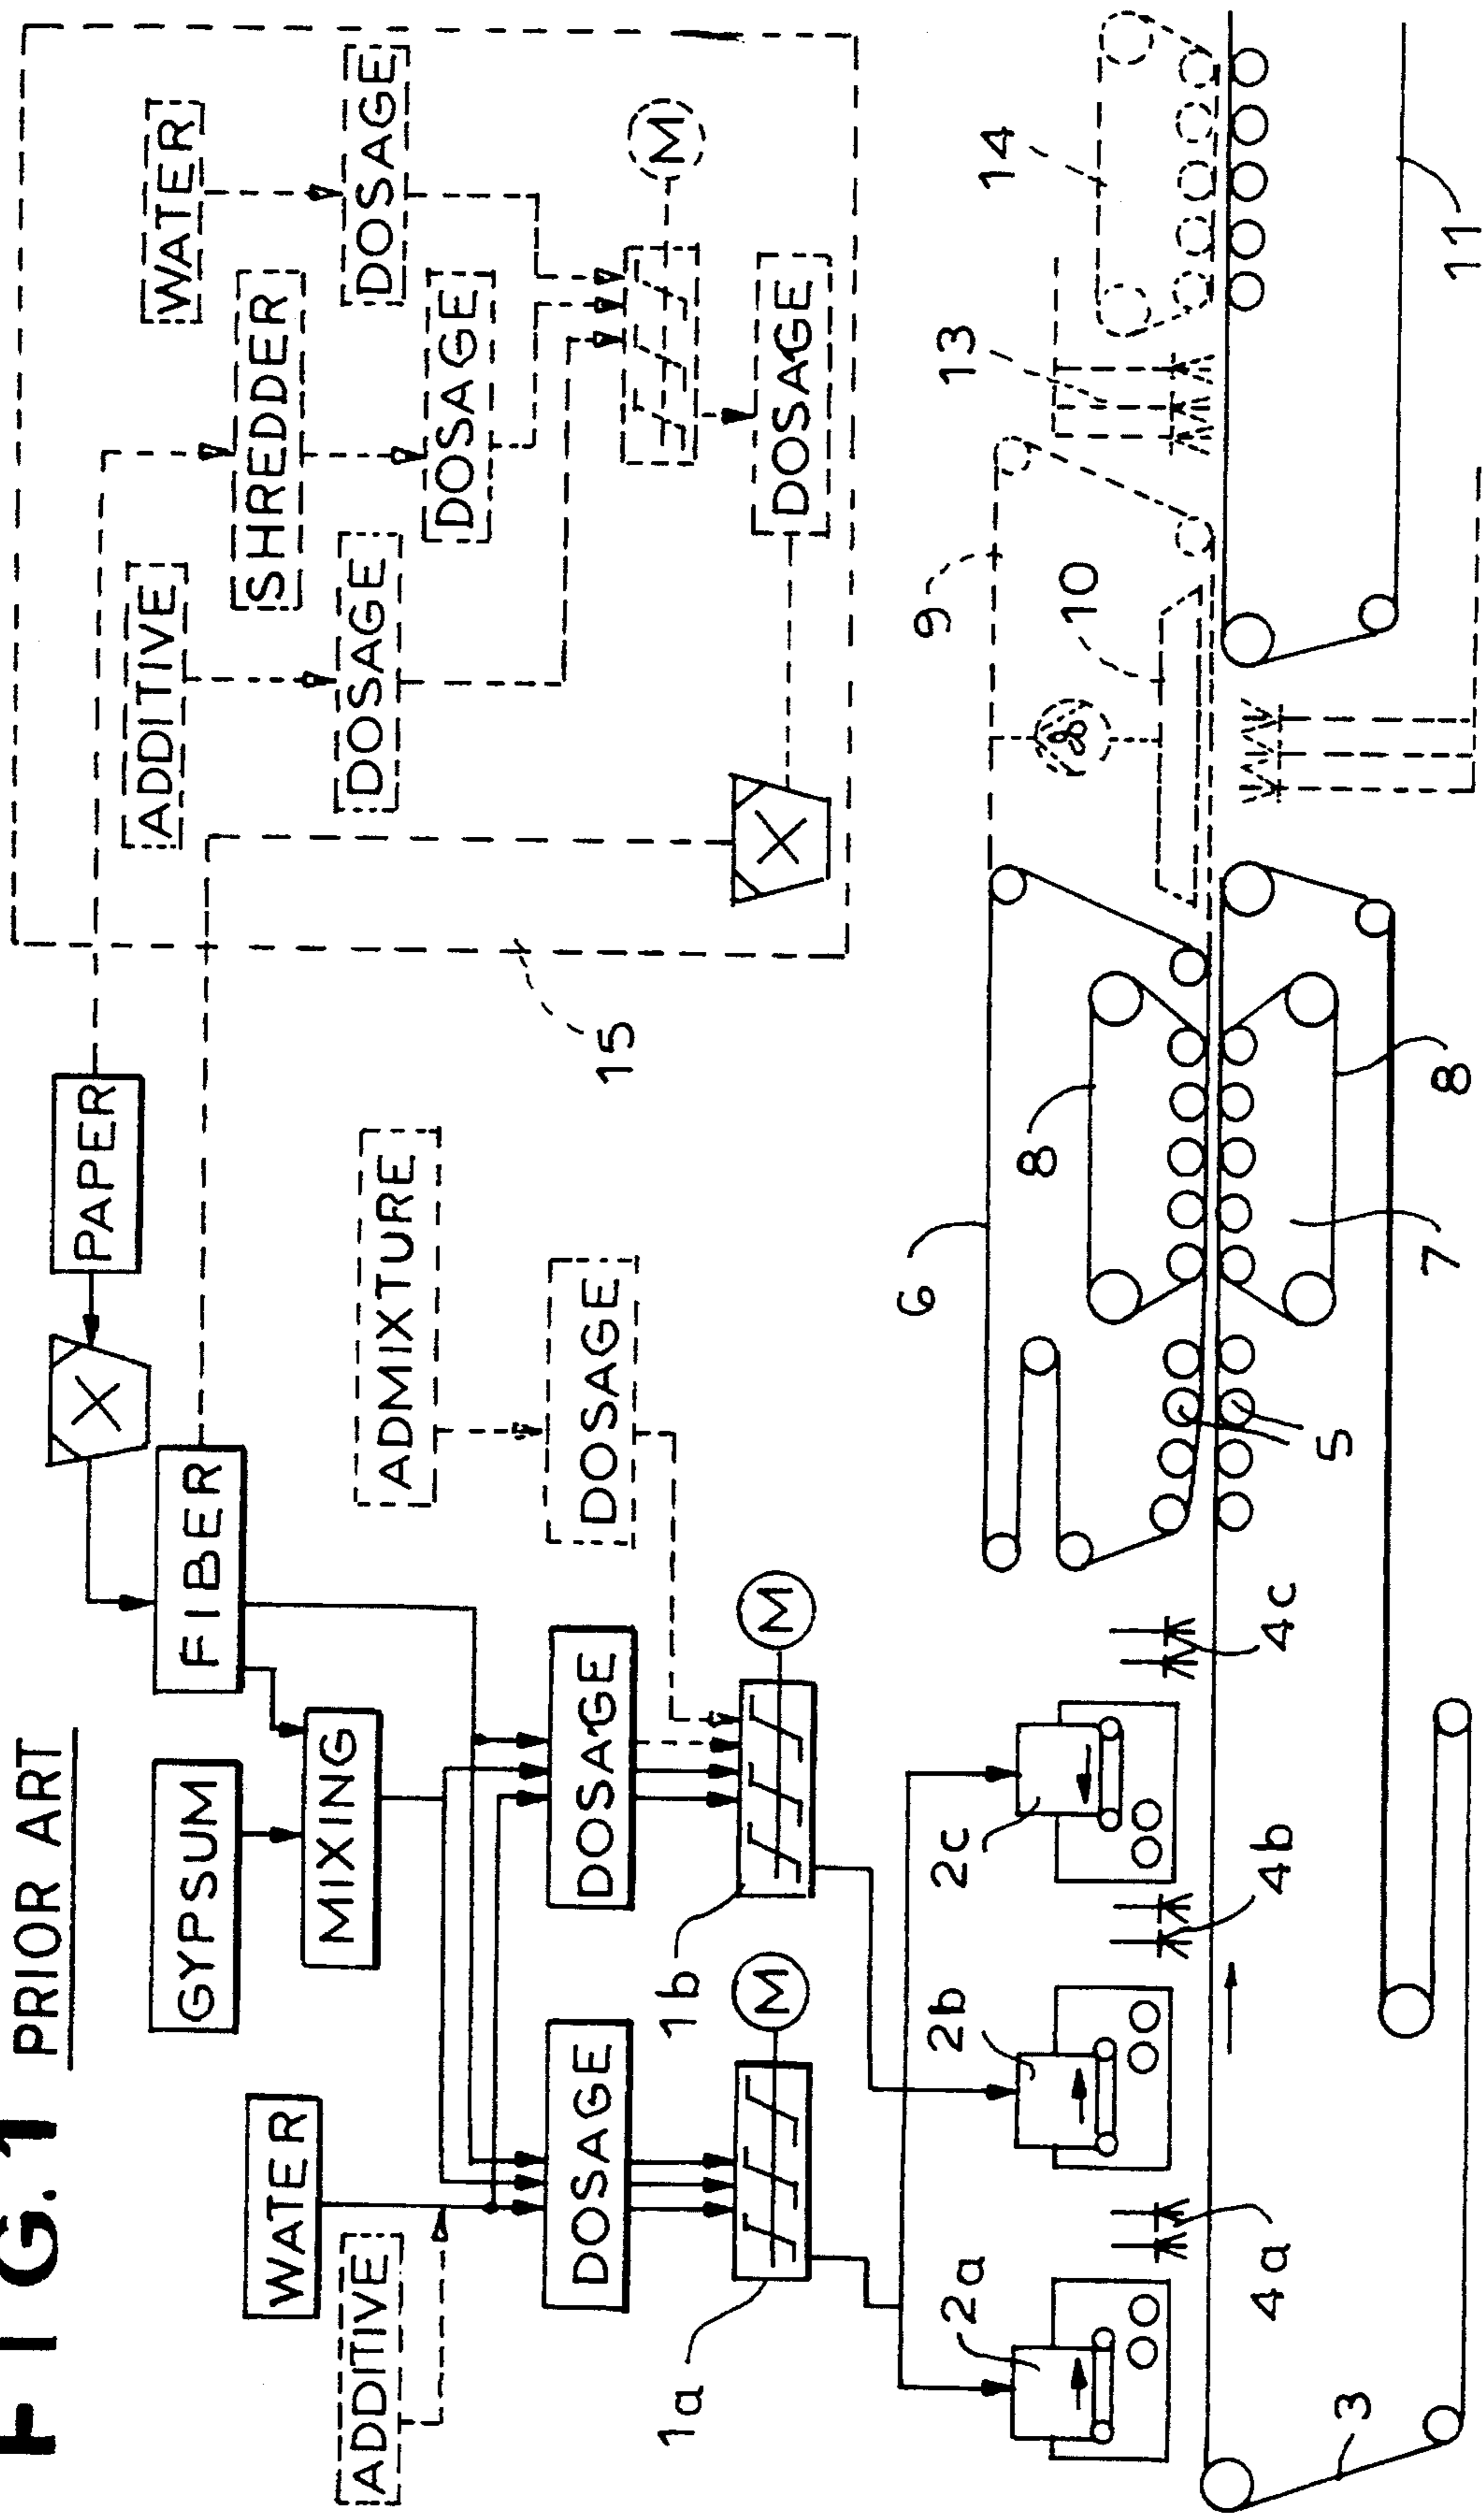 FIG.1 PRIOR ART
PAPER
WATER
ADDITIVE
SHREDDER
DOSAGE
DOSAGE
DOSAGE
M
DOSAGE
15
FIBER
GYPSUM
MIXING
WATER
ADDITIVE
ADMIXTURE
DOSAGE
DOSAGE
DOSAGE
M
M
1a
1b
2a
2b
2c
3
4a
4b
4c
5
6
7
8
8
9
10
11
13
14